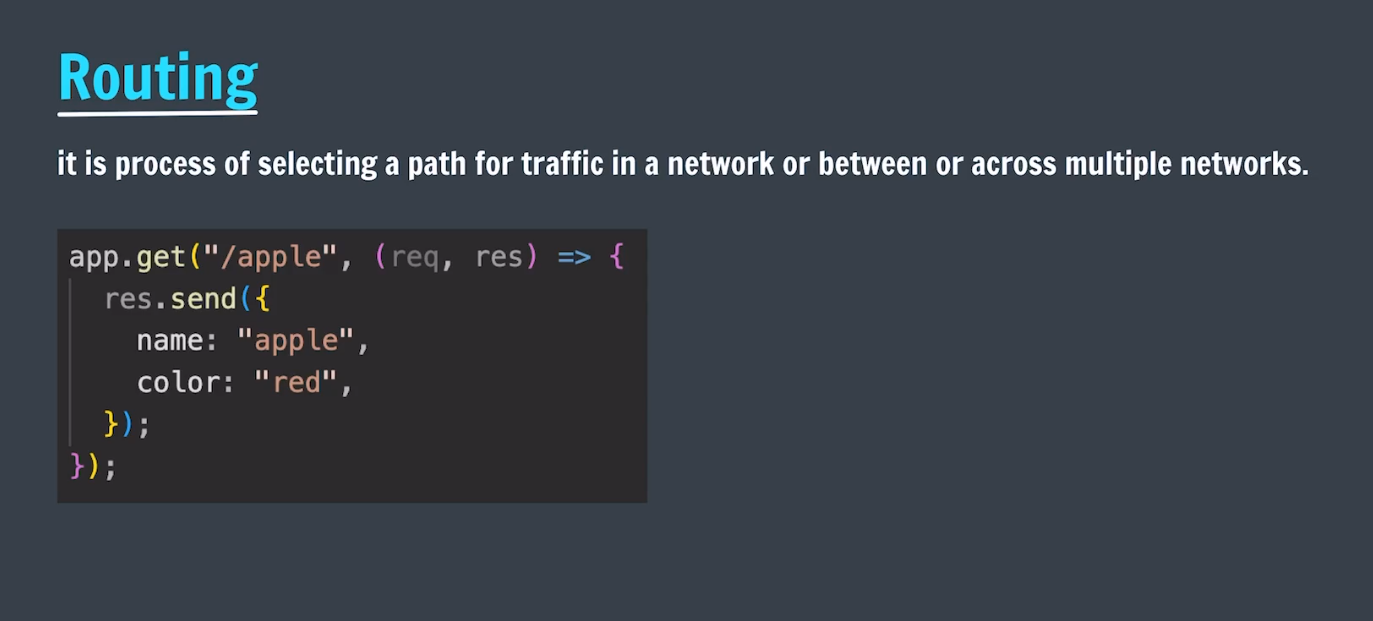 Routing
it is process of selecting a path for traffic in a network or between or across multiple networks.
app.get("/apple", (req, res) => {
  res.send({
    name: "apple",
    color: "red",
  });
});